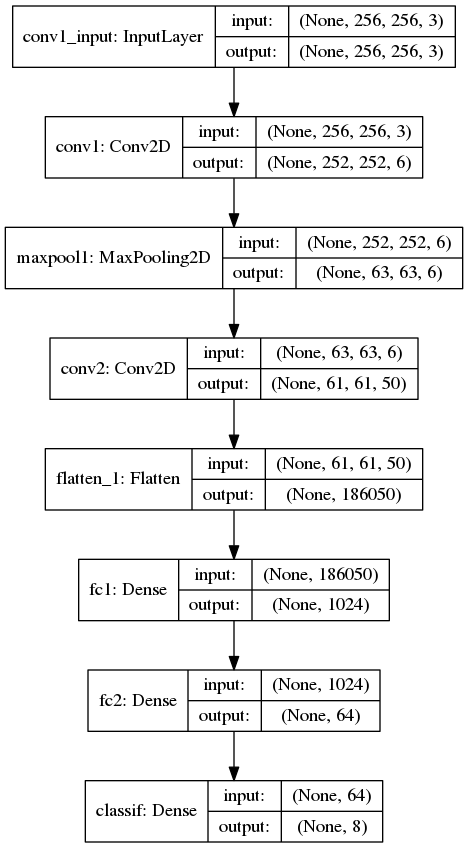 conv1_input: InputLayer
input: (None, 256, 256, 3)
output: (None, 256, 256, 3)
conv1: Conv2D
input: (None, 256, 256, 3)
output: (None, 252, 252, 6)
maxpool1: MaxPooling2D
input: (None, 252, 252, 6)
output: (None, 63, 63, 6)
conv2: Conv2D
input: (None, 63, 63, 6)
output: (None, 61, 61, 50)
flatten_1: Flatten
input: (None, 61, 61, 50)
output: (None, 186050)
fc1: Dense
input: (None, 186050)
output: (None, 1024)
fc2: Dense
input: (None, 1024)
output: (None, 64)
classif: Dense
input: (None, 64)
output: (None, 8)